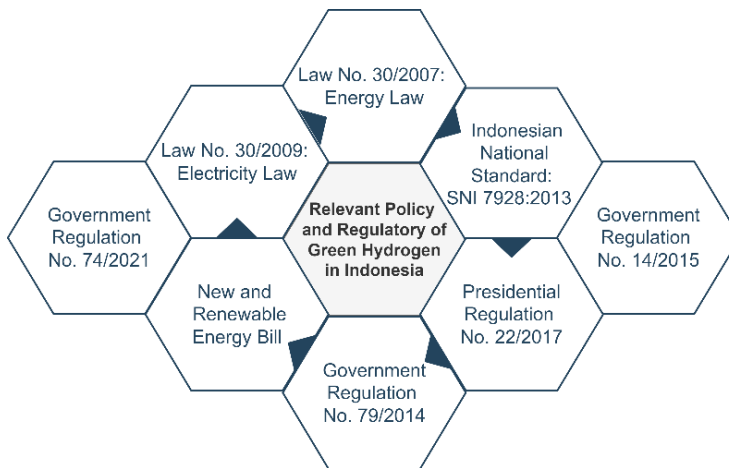 Law No. 30/2007:
Energy Law
Law No. 30/2009:
Electricity Law
Indonesian
National
Standard:
SNI 7928:2013
Government
Regulation
No. 74/2021
Relevant Policy
and Regulatory of
Green Hydrogen
in Indonesia
Government
Regulation
No. 14/2015
New and
Renewable
Energy Bill
Presidential
Regulation
No. 22/2017
Government
Regulation
No. 79/2014